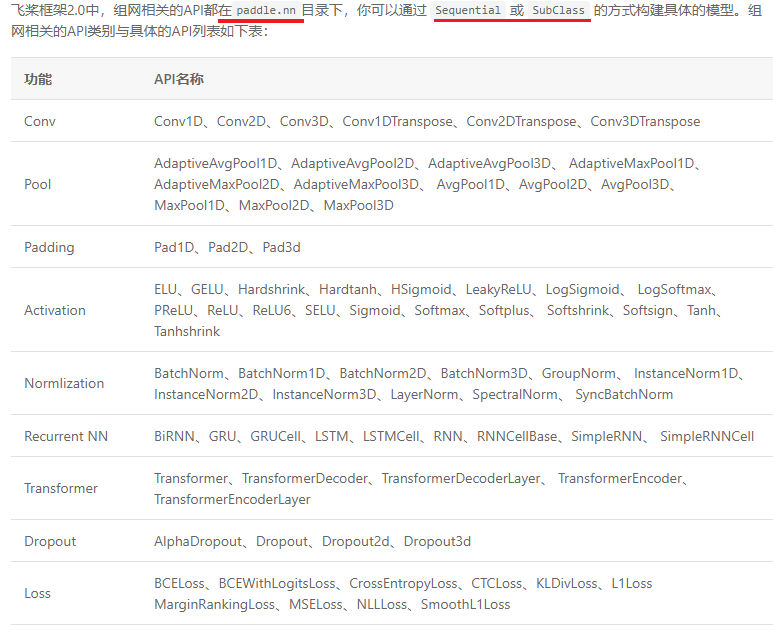 飞桨框架2.0中，组网相关的API都在 paddle.nn 目录下，你可以通过 Sequential 或 SubClass 的方式构建具体的模型。组
网相关的API类别与具体的API列表如下表：
功能 API名称
Conv Conv1D、Conv2D、Conv3D、Conv1DTranspose、Conv2DTranspose、Conv3DTranspose
AdaptiveAvgPool1D、AdaptiveAvgPool2D、AdaptiveAvgPool3D、 AdaptiveMaxPool1D、
Pool AdaptiveMaxPool2D、AdaptiveMaxPool3D、 AvgPool1D、AvgPool2D、AvgPool3D、
MaxPool1D、MaxPool2D、MaxPool3D
Padding Pad1D、Pad2D、Pad3d
ELU、GELU、Hardshrink、Hardtanh、HSigmoid、LeakyReLU、LogSigmoid、 LogSoftmax、
Activation PReLU、ReLU、ReLU6、SELU、Sigmoid、Softmax、Softplus、 Softshrink、Softsign、Tanh、
Tanhshrink
Normlization BatchNorm、BatchNorm1D、BatchNorm2D、BatchNorm3D、GroupNorm、 InstanceNorm1D、
InstanceNorm2D、InstanceNorm3D、LayerNorm、SpectralNorm、 SyncBatchNorm
Recurrent NN BiRNN、GRU、GRUCell、LSTM、LSTMCell、RNN、RNNCellBase、SimpleRNN、 SimpleRNNCell
Transformer Transformer、TransformerDecoder、TransformerDecoderLayer、 TransformerEncoder、
TransformerEncoderLayer
Dropout AlphaDropout、Dropout、Dropout2d、Dropout3d
Loss BCELoss、BCEWithLogitsLoss、CrossEntropyLoss、CTCLoss、KLDivLoss、L1Loss
MarginRankingLoss、MSELoss、NLLLoss、SmoothL1Loss